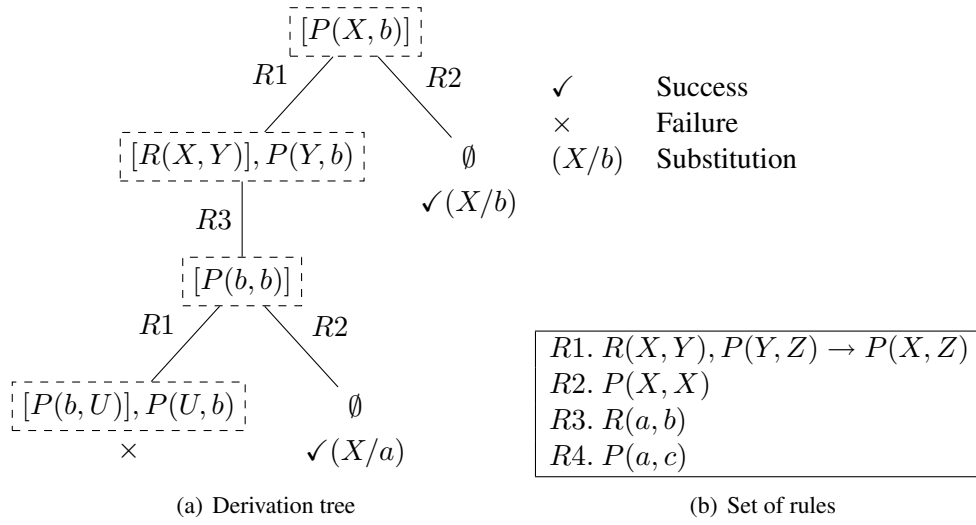 [P(X, b)]
R1
R2
✓ Success
× Failure
(X/b) Substitution
[R(X, Y)], P(Y, b)
∅
✓(X/b)
R3
[P(b, b)]
R1
R2
[P(b, U)], P(U, b)
∅
×
✓(X/a)
R1. R(X, Y), P(Y, Z) → P(X, Z)
R2. P(X, X)
R3. R(a, b)
R4. P(a, c)
(a) Derivation tree
(b) Set of rules